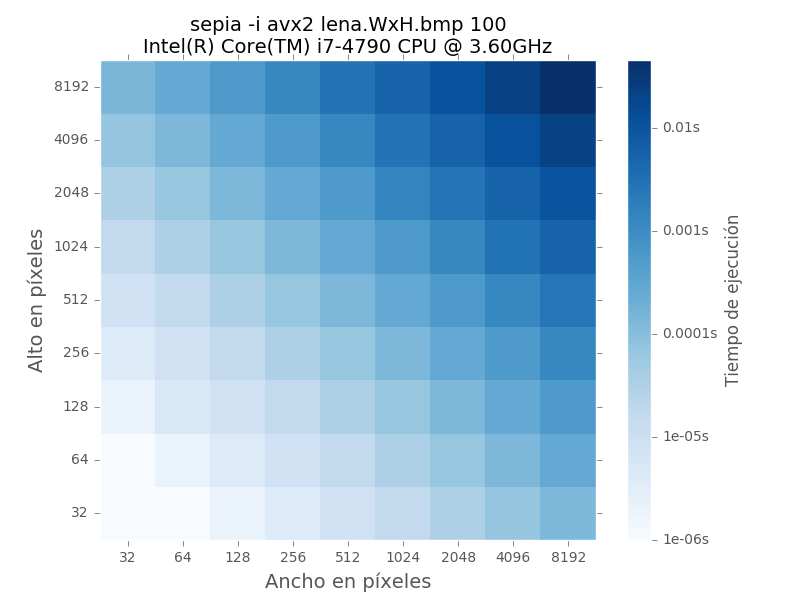 sepia -i avx2 lena.WxH.bmp 100
Intel(R) Core(TM) i7-4790 CPU @ 3.60GHz
Alto en píxeles
8192
4096
2048
1024
512
256
128
64
32
32 64 128 256 512 1024 2048 4096 8192
Ancho en píxeles
0.01s
0.001s
0.0001s
1e-05s
1e-06s
Tiempo de ejecución